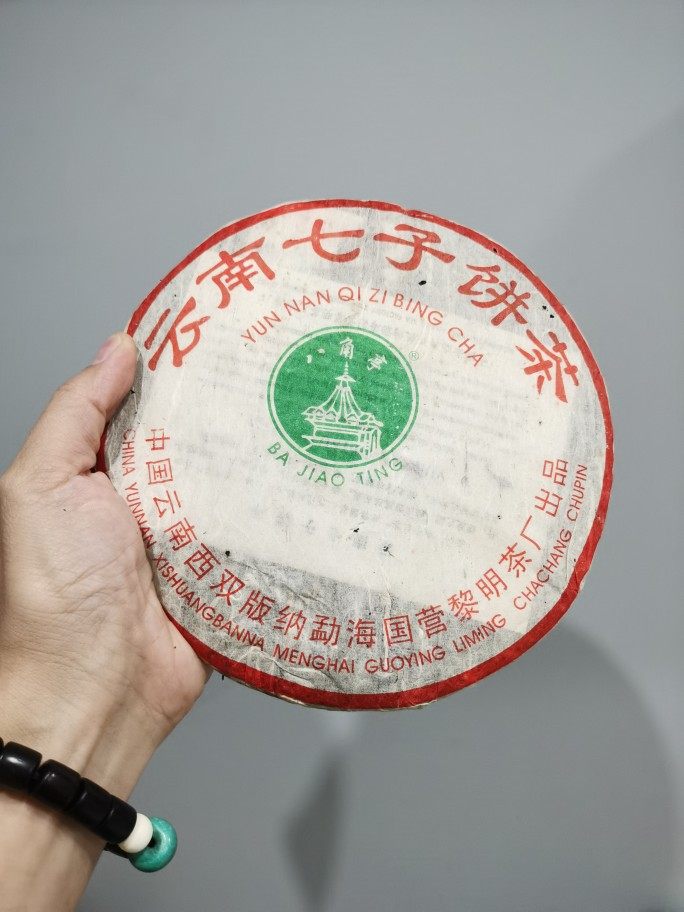 云南七子饼茶
YUN NAN QI ZI BING CHA
八角亭
®
BA JIAO TING
中国云南西双版纳勐海国营黎明茶厂出品
CHINA YUNNAN XISHUANGBANNA MENGHAI GUOYING LIMING CHACHANG CHUPIN